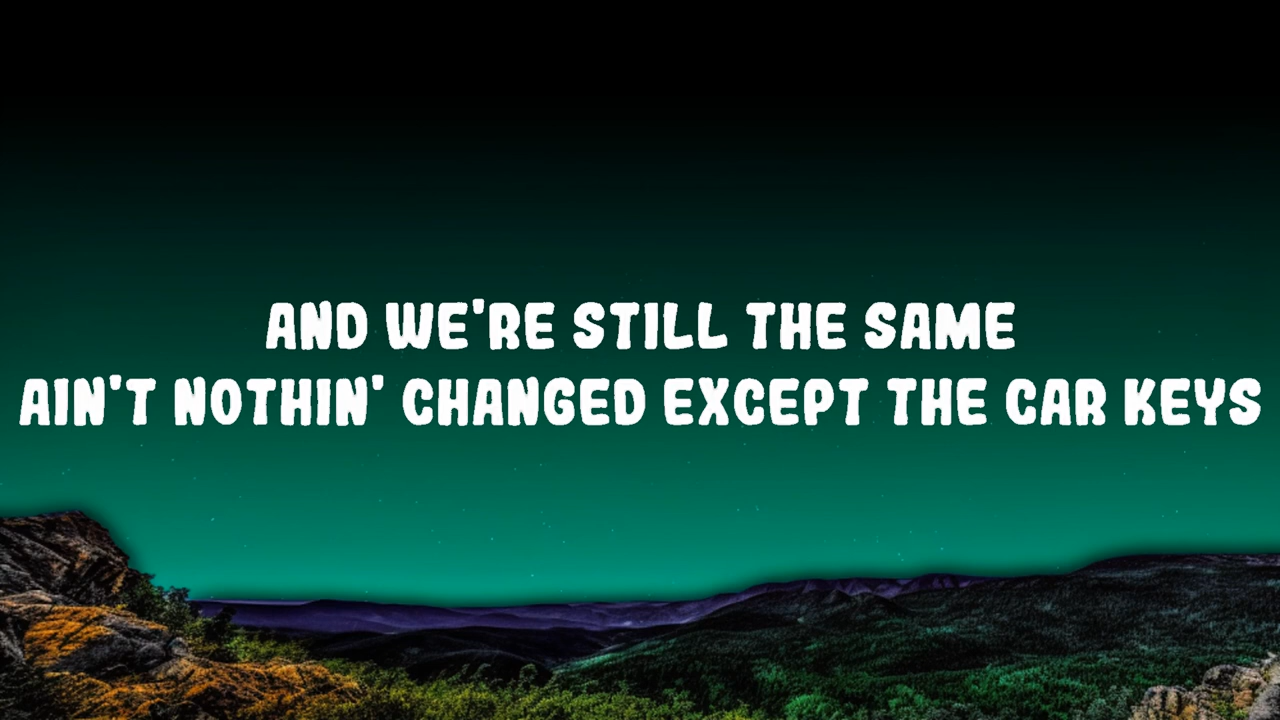 AND WE'RE STILL THE SAME
AIN'T NOTHIN' CHANGED EXCEPT THE CAR KEYS